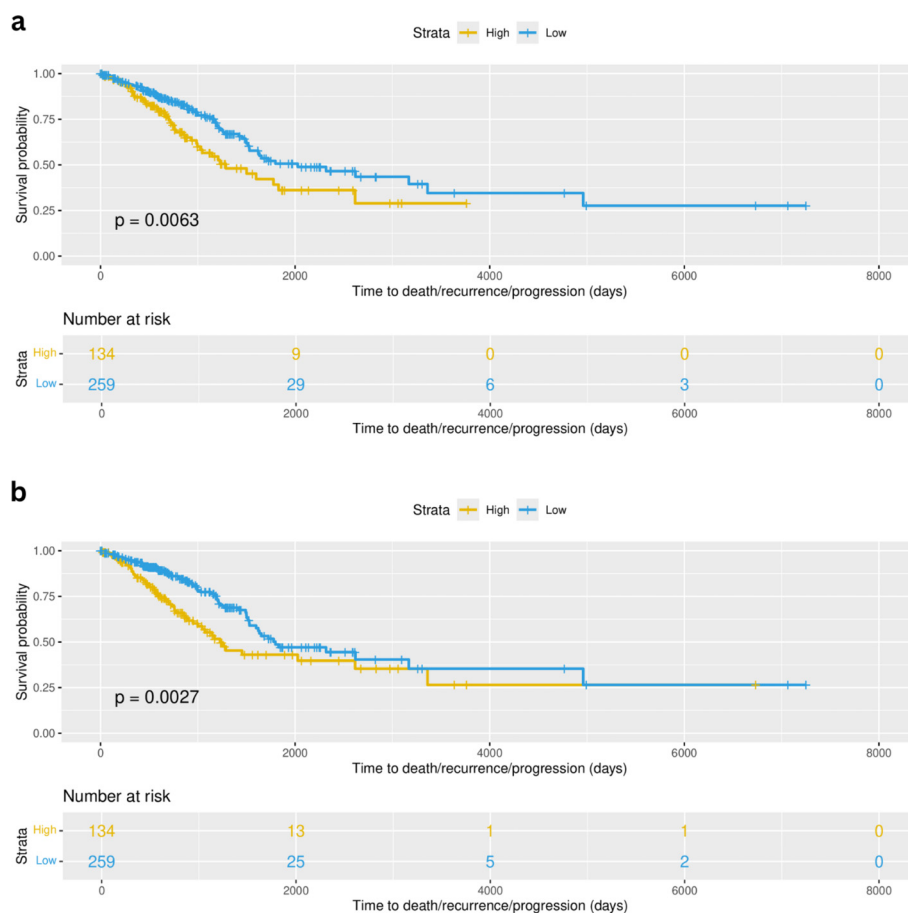 a
Strata High Low
1.00
0.75
0.50
0.25
0.00
Survival probability
p = 0.0063
0 2000 4000 6000 8000
Time to death/recurrence/progression (days)
Number at risk
Strata
High 134 9 0 0 0
Low 259 29 6 3 0
0 2000 4000 6000 8000
Time to death/recurrence/progression (days)
b
Strata High Low
1.00
0.75
0.50
0.25
0.00
Survival probability
p = 0.0027
0 2000 4000 6000 8000
Time to death/recurrence/progression (days)
Number at risk
Strata
High 134 13 1 1 0
Low 259 25 5 2 0
0 2000 4000 6000 8000
Time to death/recurrence/progression (days)